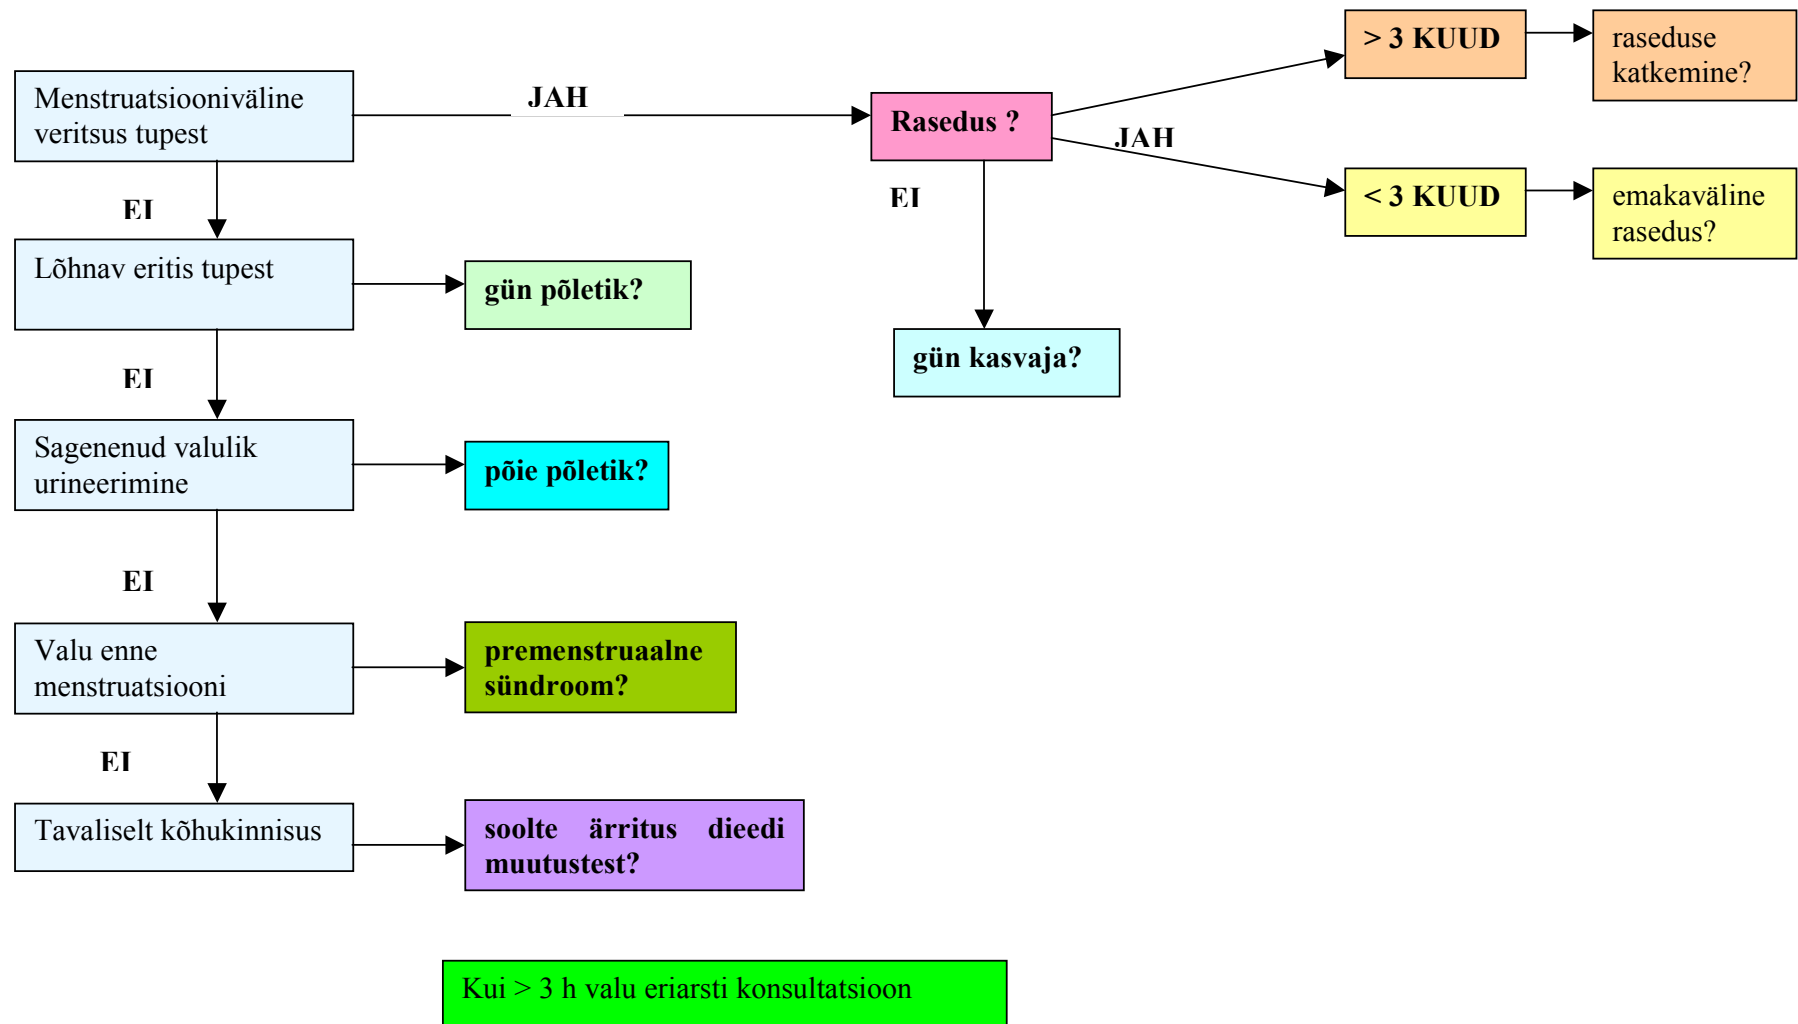 > 3 KUUD
raseduse
katkemine?
Menstruatsiooniväline
veritsus tupest
JAH
Rasedus ?
JAH
EI
< 3 KUUD
emakaväline
rasedus?
EI
Lõhnav eritis tupest
gün põletik?
gün kasvaja?
EI
Sagenenud valulik
urineerimine
põie põletik?
EI
Valu enne
menstruatsiooni
premenstruaalne
sündroom?
EI
Tavaliselt kõhukinnisus
soolte ärritus dieedi
muutustest?
Kui > 3 h valu eriarsti konsultatsioon